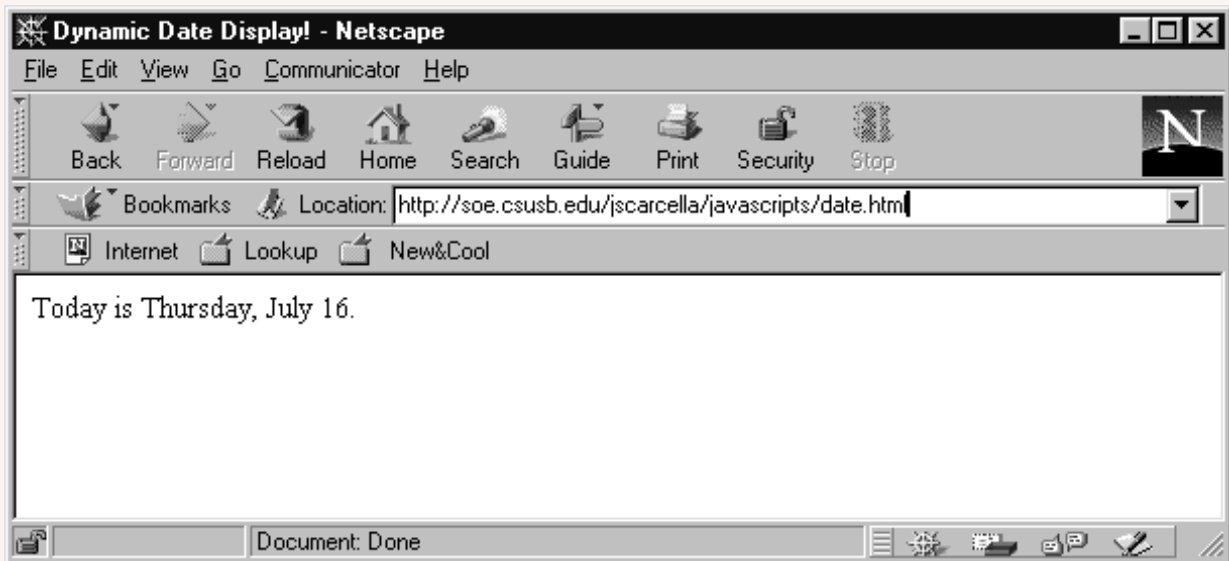 Dynamic Date Display! - Netscape
File Edit View Go Communicator Help
Back Forward Reload Home Search Guide Print Security Stop
N
Bookmarks Location: http://soe.csusb.edu/jscarcella/javascripts/date.html
Internet Lookup New&Cool
Today is Thursday, July 16.
Document: Done